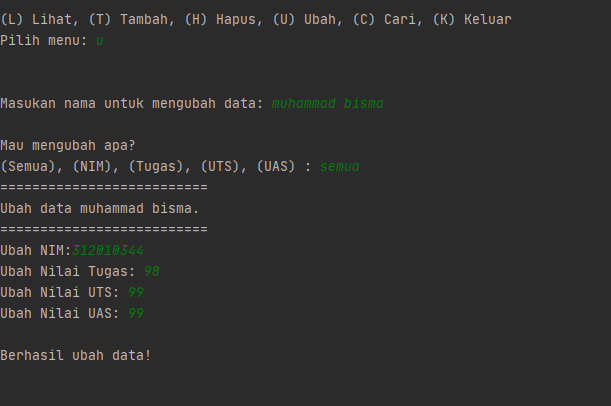 (L) Lihat, (T) Tambah, (H) Hapus, (U) Ubah, (C) Cari, (K) Keluar
Pilih menu: u
Masukan nama untuk mengubah data: muhammad bisma
Mau mengubah apa?
(Semua), (NIM), (Tugas), (UTS), (UAS) : semua
==========================
Ubah data muhammad bisma.
==========================
Ubah NIM:312010344
Ubah Nilai Tugas: 98
Ubah Nilai UTS: 99
Ubah Nilai UAS: 99
Berhasil ubah data!